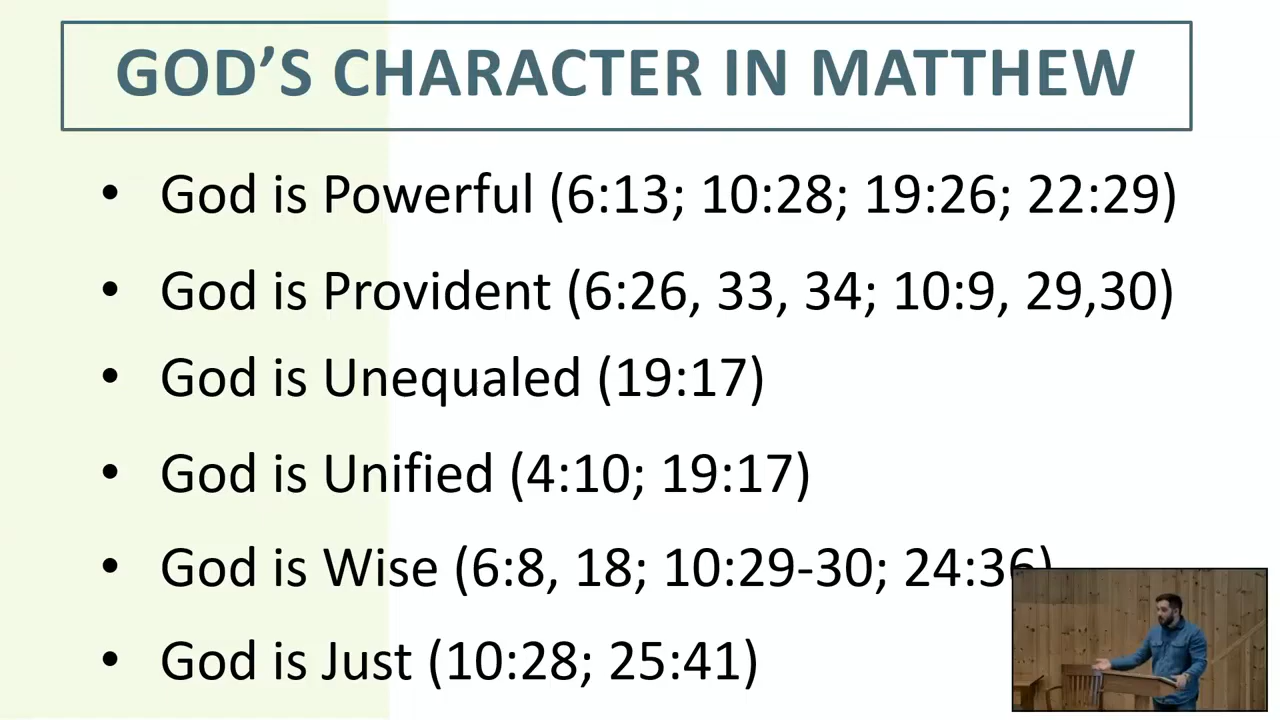 GOD'S CHARACTER IN MATTHEW
• God is Powerful (6:13; 10:28; 19:26; 22:29)
• God is Provident (6:26, 33, 34; 10:9, 29,30)
• God is Unequaled (19:17)
• God is Unified (4:10; 19:17)
• God is Wise (6:8, 18; 10:29-30; 24:36)
• God is Just (10:28; 25:41)